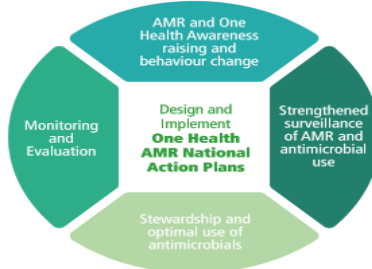 AMR and One
Health Awareness
raising and
behaviour change
Monitoring
and
Evaluation
Design and
Implement
One Health
AMR National
Action Plans
Strengthened
surveillance
of AMR and
antimicrobial
use
Stewardship and
optimal use of
antimicrobials